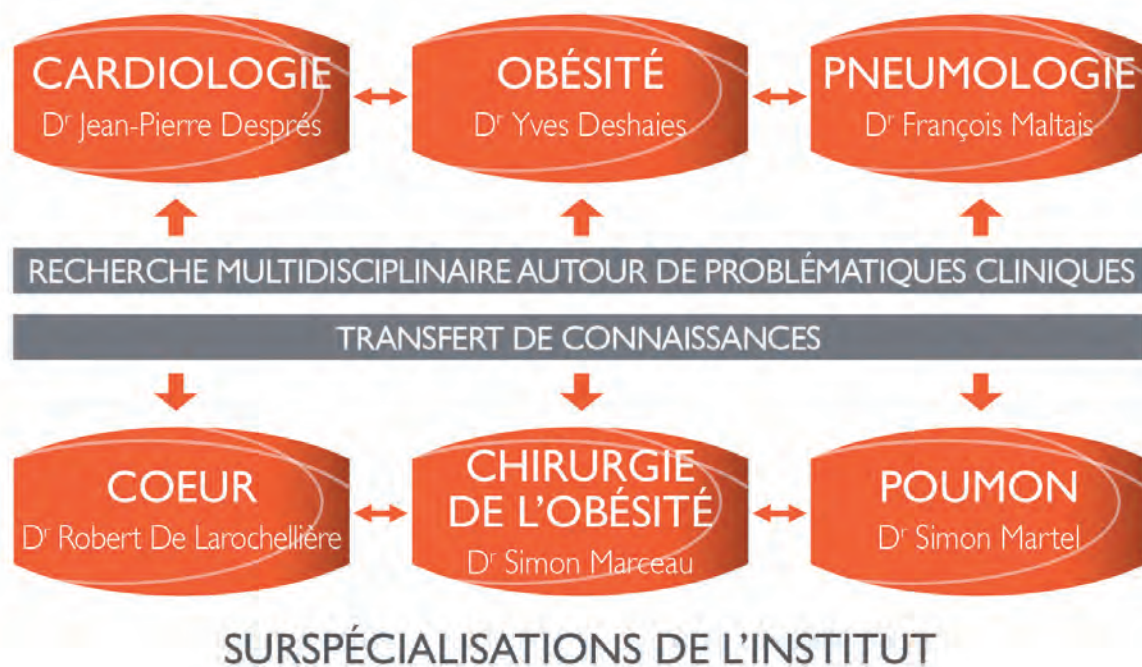 CARDIOLOGIE
Dr Jean-Pierre Després
OBÉSITÉ
Dr Yves Deshaies
PNEUMOLOGIE
Dr François Maltais
RECHERCHE MULTIDISCIPLINAIRE AUTOUR DE PROBLÉMATIQUES CLINIQUES
TRANSFERT DE CONNAISSANCES
COEUR
Dr Robert De Larochellière
CHIRURGIE
DE L'OBÉSITÉ
Dr Simon Marceau
POUMON
Dr Simon Martel
SURSPÉCIALISATIONS DE L'INSTITUT